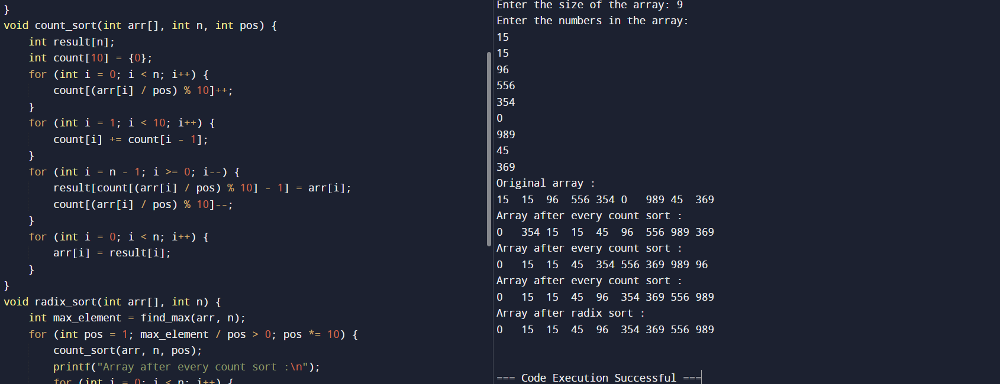 }
void count_sort(int arr[], int n, int pos) {
    int result[n];
    int count[10] = {0};
    for (int i = 0; i < n; i++) {
        count[(arr[i] / pos) % 10]++;
    }
    for (int i = 1; i < 10; i++) {
        count[i] += count[i - 1];
    }
    for (int i = n - 1; i >= 0; i--) {
        result[count[(arr[i] / pos) % 10] - 1] = arr[i];
        count[(arr[i] / pos) % 10]--;
    }
    for (int i = 0; i < n; i++) {
        arr[i] = result[i];
    }
}
void radix_sort(int arr[], int n) {
    int max_element = find_max(arr, n);
    for (int pos = 1; max_element / pos > 0; pos *= 10) {
        count_sort(arr, n, pos);
        printf("Array after every count sort :\n");
        for (int i = 0; i < n; i++) {
Enter the size of the array: 9
Enter the numbers in the array:
15
15
96
556
354
0
989
45
369
Original array :
15  15  96  556 354 0   989 45  369
Array after every count sort :
0   354 15  15  45  96  556 989 369
Array after every count sort :
0   15  15  45  354 556 369 989 96
Array after every count sort :
0   15  15  45  96  354 369 556 989
Array after radix sort :
0   15  15  45  96  354 369 556 989
=== Code Execution Successful ===